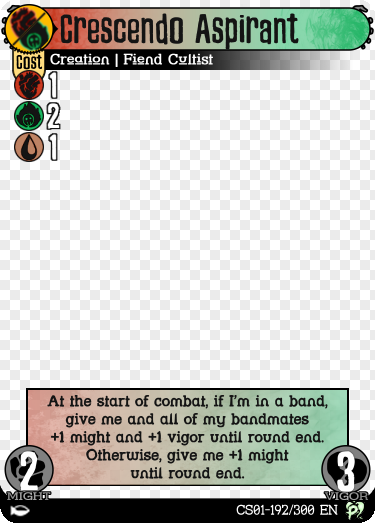 Crescendo Aspirant
Cost
Creation | Fiend Cultist
1
2
1
At the start of combat, if I'm in a band,
give me and all of my bandmates
+1 might and +1 vigor until round end.
Otherwise, give me +1 might
until round end.
2
MIGHT
3
VIGOR
CS01-192/300 EN